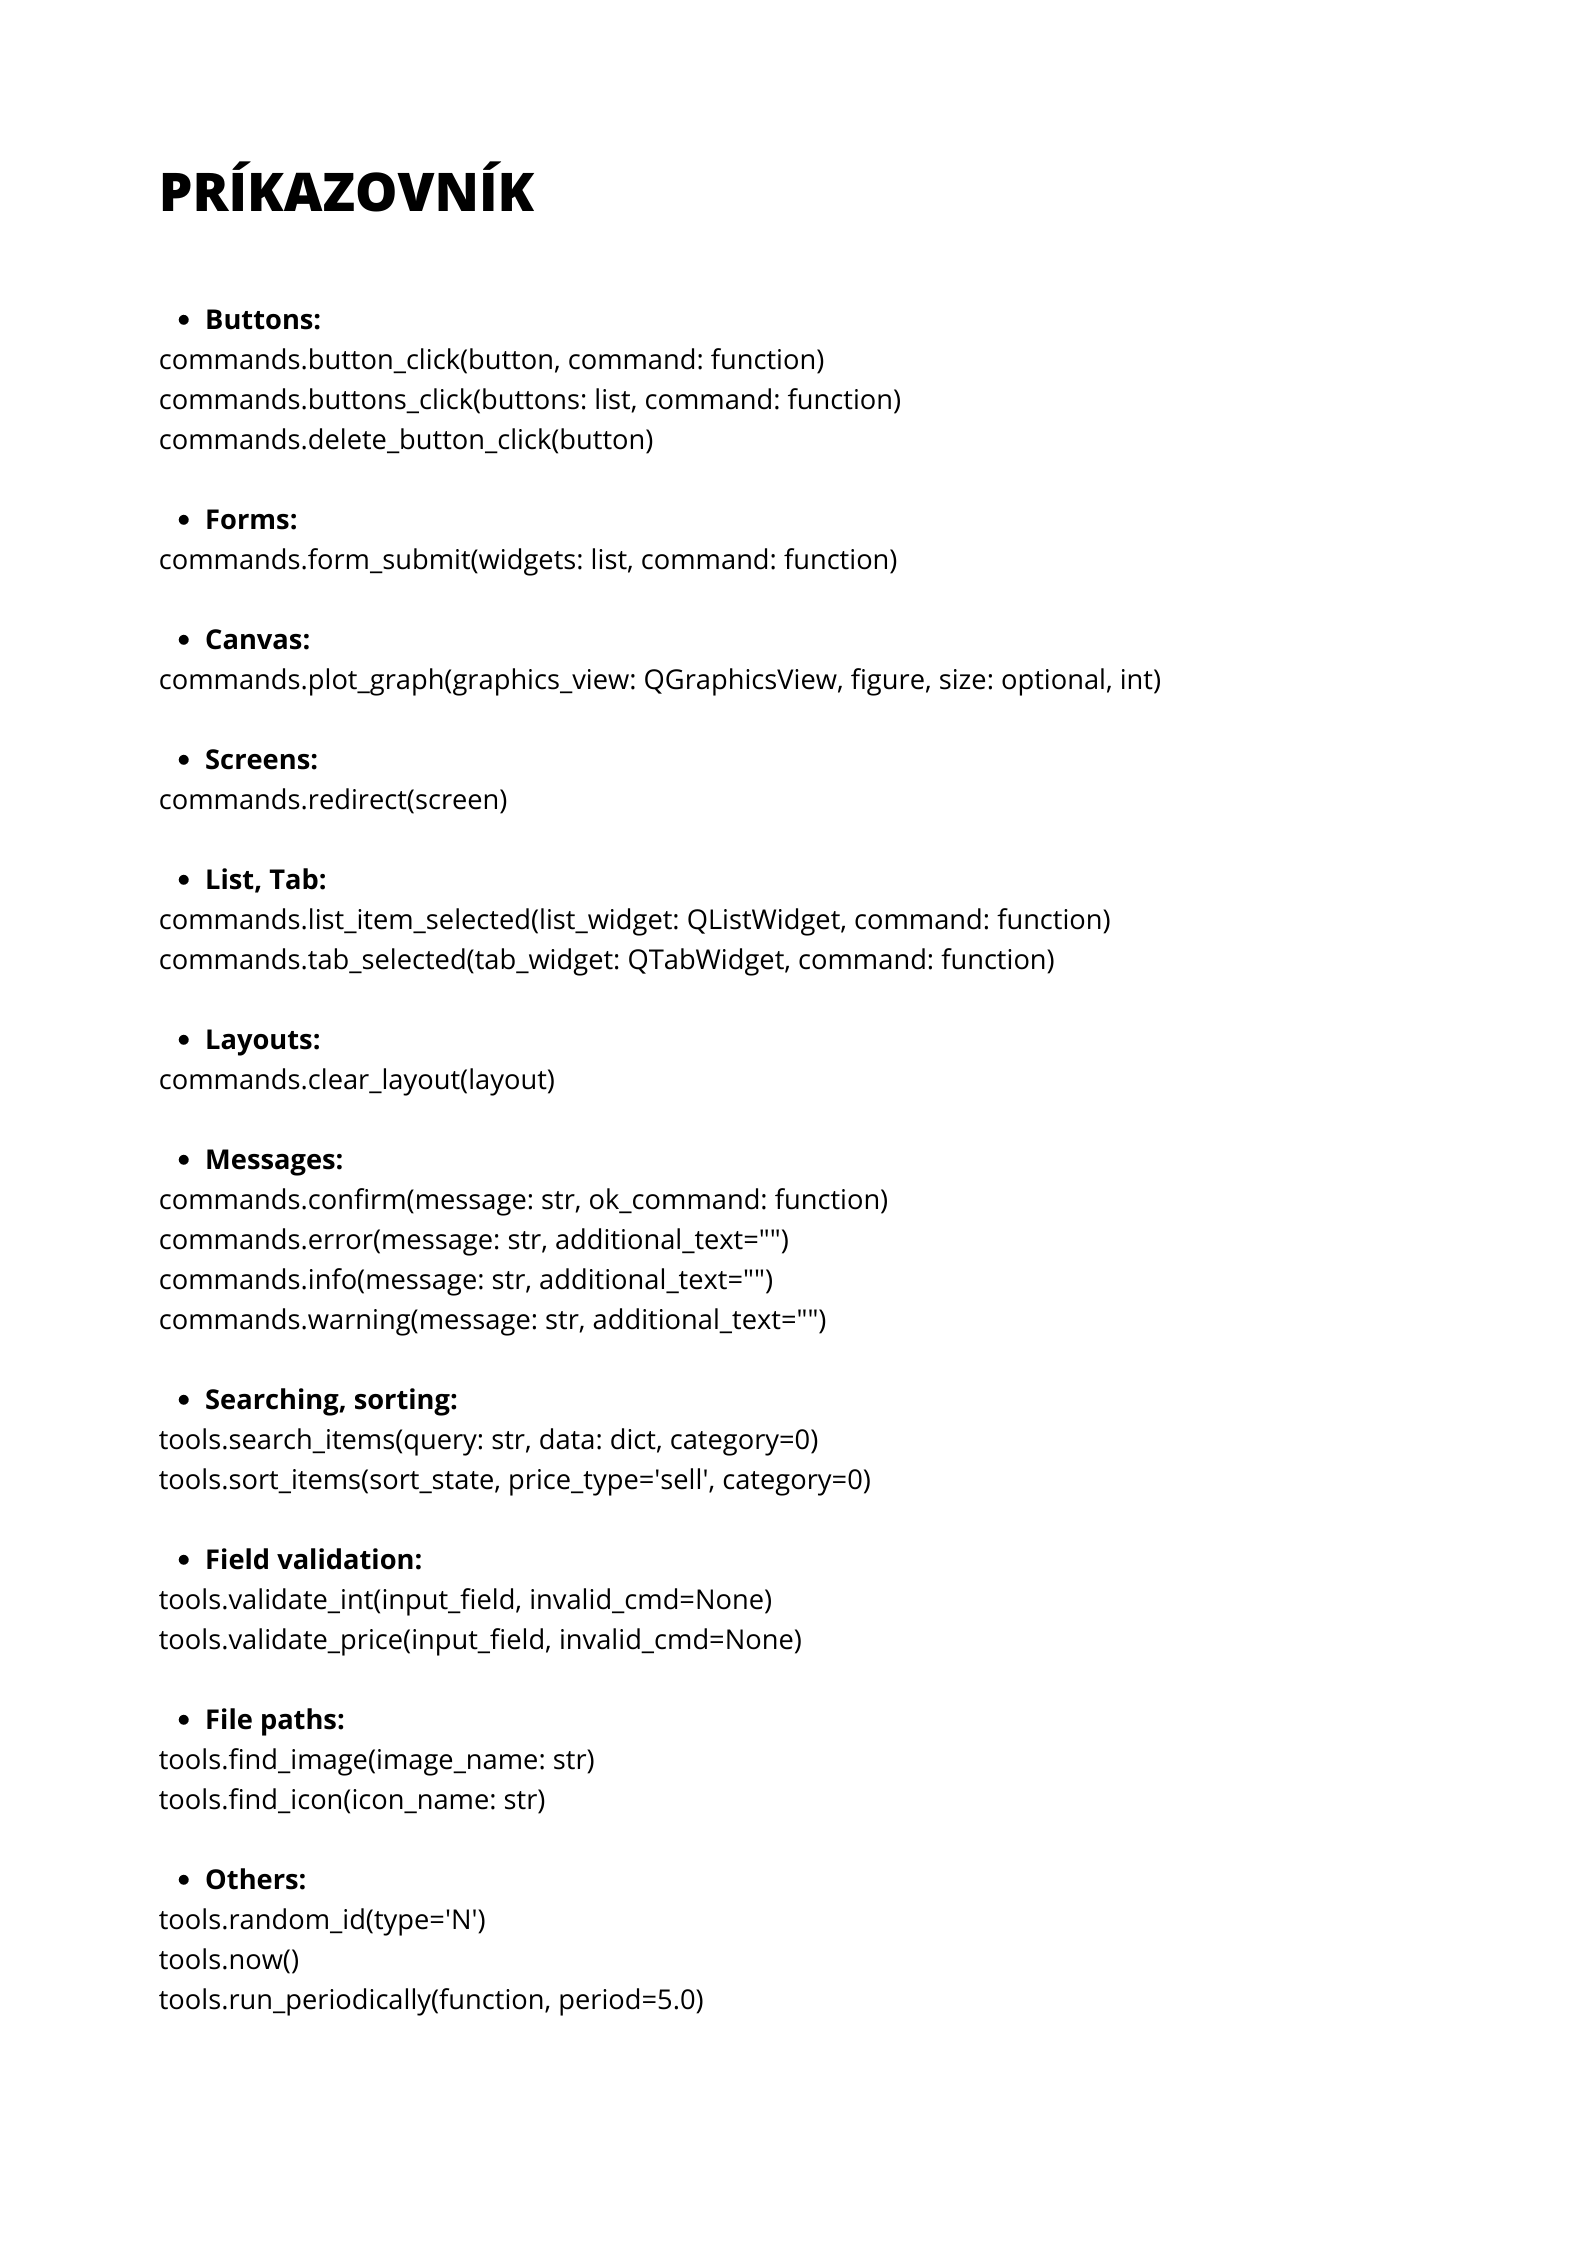 PRÍKAZOVNÍK
• Buttons:
commands.button_click(button, command: function)
commands.buttons_click(buttons: list, command: function)
commands.delete_button_click(button)
• Forms:
commands.form_submit(widgets: list, command: function)
• Canvas:
commands.plot_graph(graphics_view: QGraphicsView, figure, size: optional, int)
• Screens:
commands.redirect(screen)
• List, Tab:
commands.list_item_selected(list_widget: QListWidget, command: function)
commands.tab_selected(tab_widget: QTabWidget, command: function)
• Layouts:
commands.clear_layout(layout)
• Messages:
commands.confirm(message: str, ok_command: function)
commands.error(message: str, additional_text="")
commands.info(message: str, additional_text="")
commands.warning(message: str, additional_text="")
• Searching, sorting:
tools.search_items(query: str, data: dict, category=0)
tools.sort_items(sort_state, price_type='sell', category=0)
• Field validation:
tools.validate_int(input_field, invalid_cmd=None)
tools.validate_price(input_field, invalid_cmd=None)
• File paths:
tools.find_image(image_name: str)
tools.find_icon(icon_name: str)
• Others:
tools.random_id(type='N')
tools.now()
tools.run_periodically(function, period=5.0)